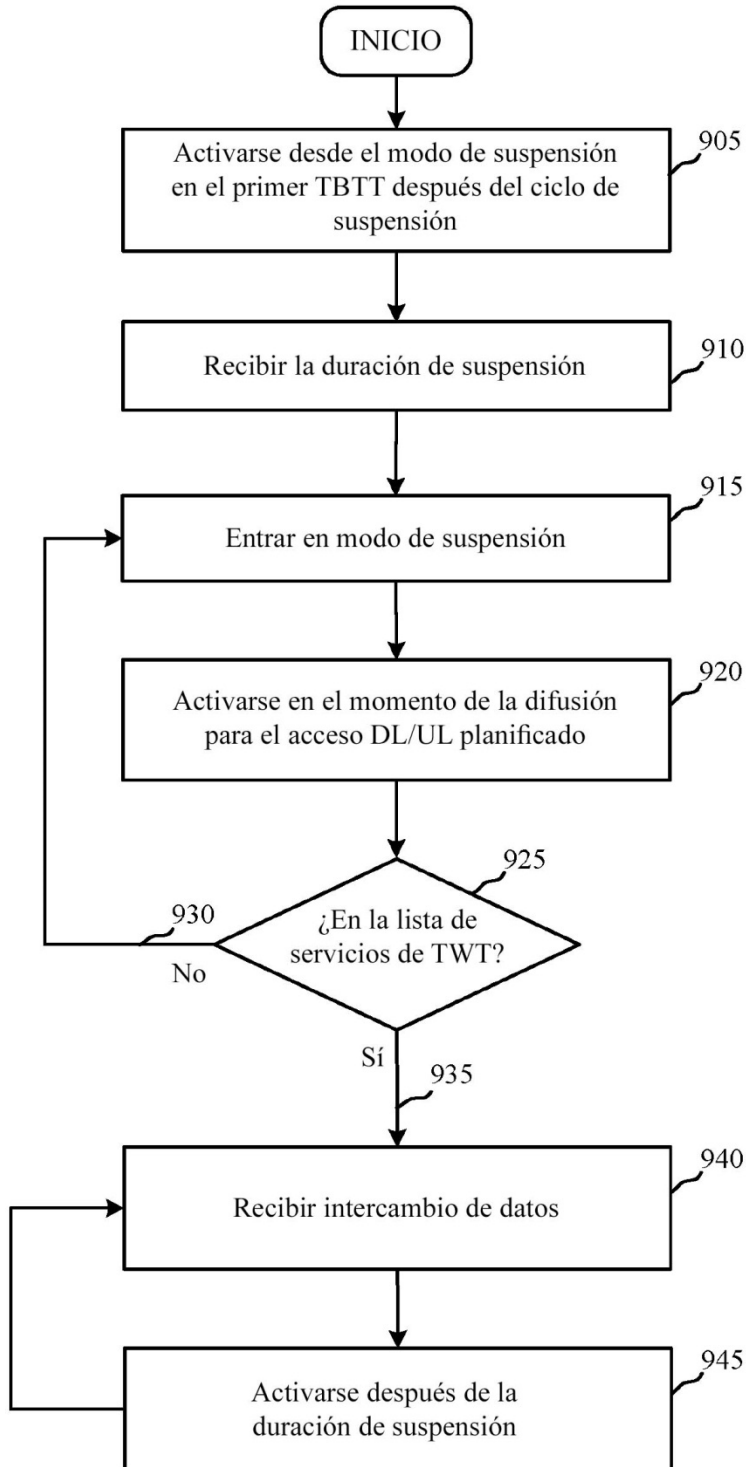 INICIO
905
Activarse desde el modo de suspensión
en el primer TBTT después del ciclo de
suspensión
910
Recibir la duración de suspensión
915
Entrar en modo de suspensión
920
Activarse en el momento de la difusión
para el acceso DL/UL planificado
925
930
¿En la lista de
servicios de TWT?
No
Sí
935
940
Recibir intercambio de datos
945
Activarse después de la
duración de suspensión